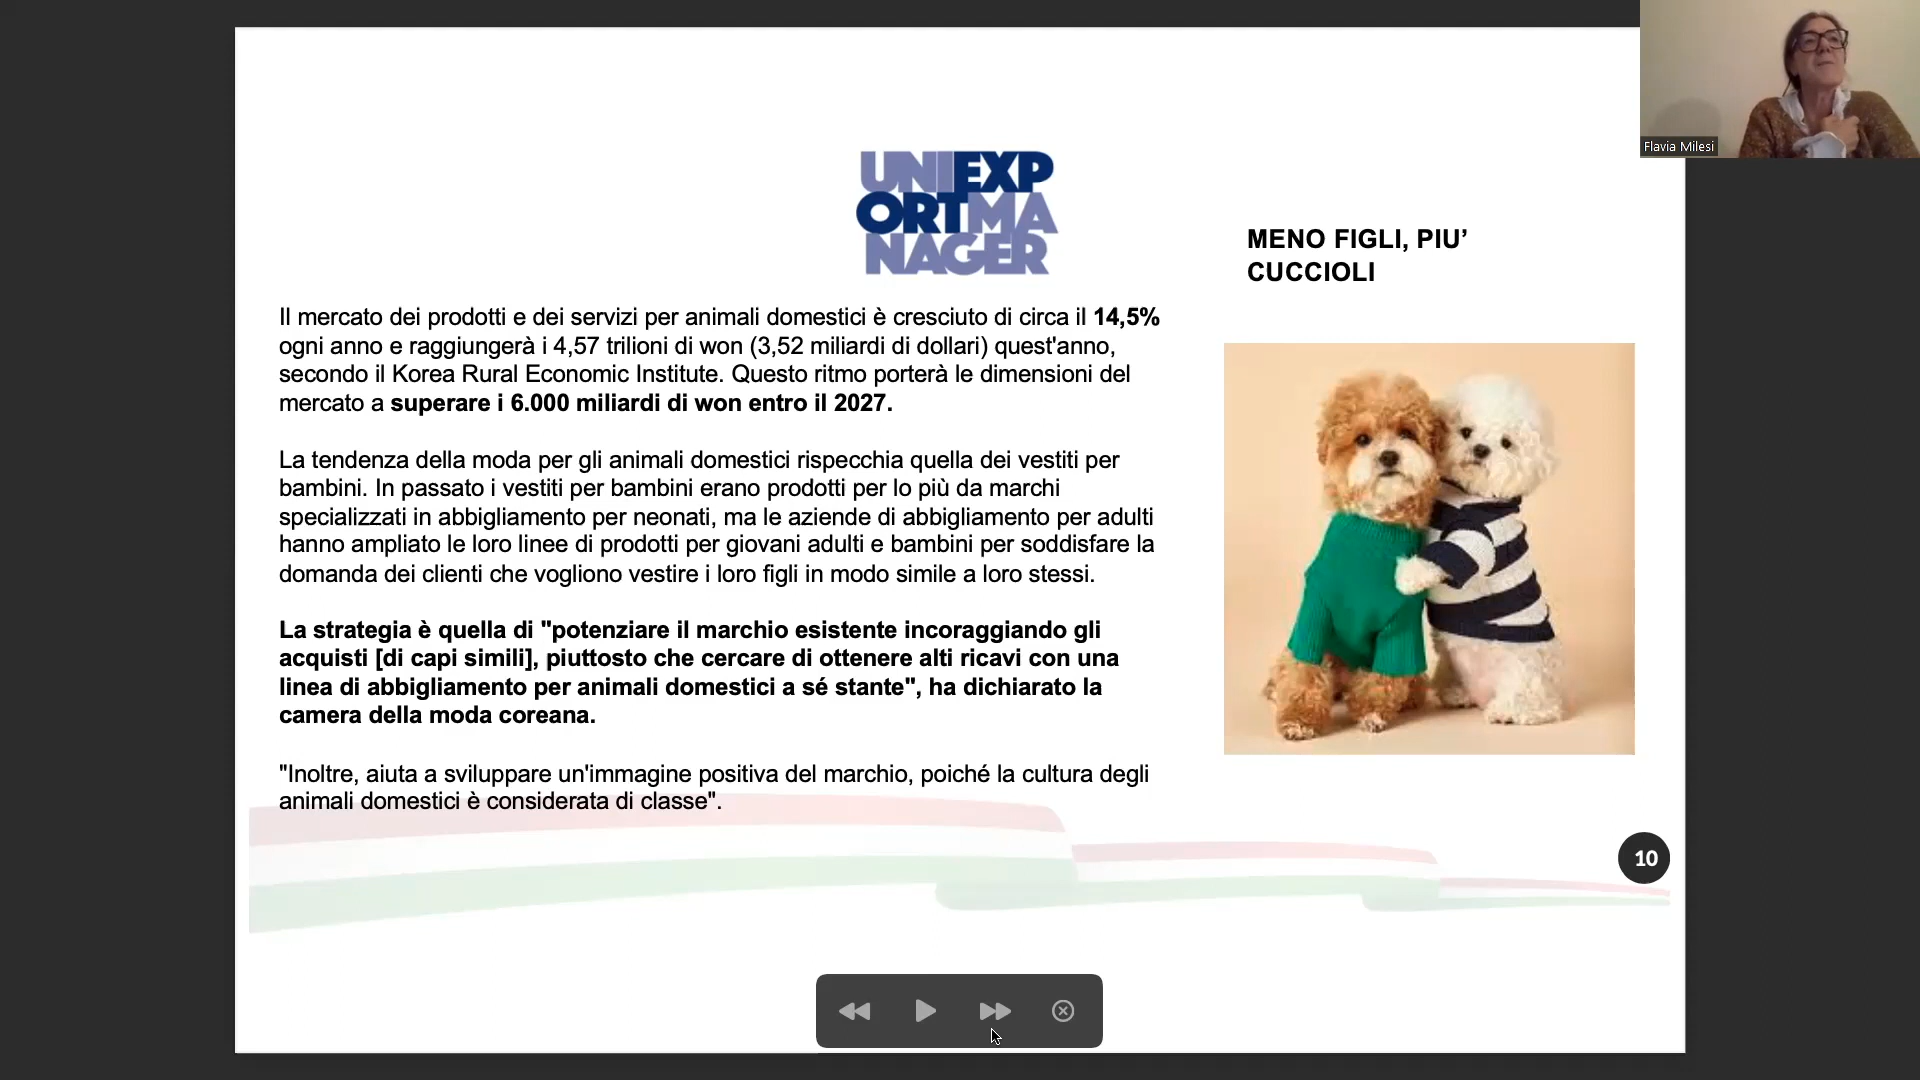 Flavia Milesi
UNIEXP
ORTMA
NAGER
MENO FIGLI, PIU’
CUCCIOLI
Il mercato dei prodotti e dei servizi per animali domestici è cresciuto di circa il 14,5%
ogni anno e raggiungerà i 4,57 trilioni di won (3,52 miliardi di dollari) quest'anno,
secondo il Korea Rural Economic Institute. Questo ritmo porterà le dimensioni del
mercato a superare i 6.000 miliardi di won entro il 2027.
La tendenza della moda per gli animali domestici rispecchia quella dei vestiti per
bambini. In passato i vestiti per bambini erano prodotti per lo più da marchi
specializzati in abbigliamento per neonati, ma le aziende di abbigliamento per adulti
hanno ampliato le loro linee di prodotti per giovani adulti e bambini per soddisfare la
domanda dei clienti che vogliono vestire i loro figli in modo simile a loro stessi.
La strategia è quella di "potenziare il marchio esistente incoraggiando gli
acquisti [di capi simili], piuttosto che cercare di ottenere alti ricavi con una
linea di abbigliamento per animali domestici a sé stante", ha dichiarato la
camera della moda coreana.
"Inoltre, aiuta a sviluppare un'immagine positiva del marchio, poiché la cultura degli
animali domestici è considerata di classe".
10